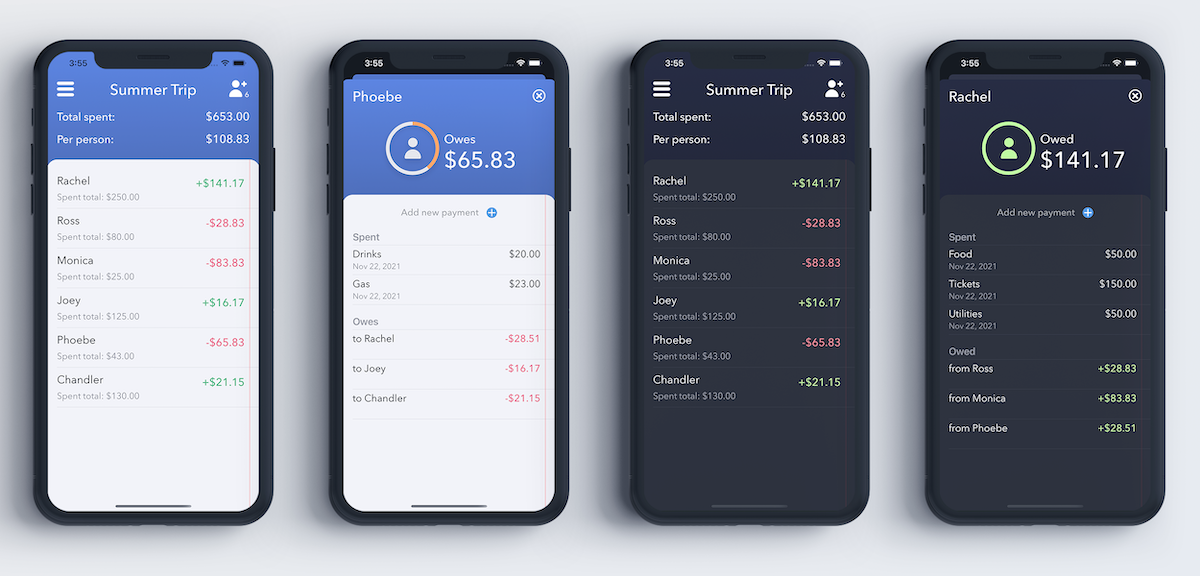 3:55
Summer Trip
6
Total spent: $653.00
Per person: $108.83
Rachel +$141.17
Spent total: $250.00
Ross -$28.83
Spent total: $80.00
Monica -$83.83
Spent total: $25.00
Joey +$16.17
Spent total: $125.00
Phoebe -$65.83
Spent total: $43.00
Chandler +$21.15
Spent total: $130.00
3:55
Phoebe
Owes
$65.83
Add new payment
Spent
Drinks $20.00
Nov 22, 2021
Gas $23.00
Nov 22, 2021
Owes
to Rachel -$28.51
to Joey -$16.17
to Chandler -$21.15
3:55
Summer Trip
6
Total spent: $653.00
Per person: $108.83
Rachel +$141.17
Spent total: $250.00
Ross -$28.83
Spent total: $80.00
Monica -$83.83
Spent total: $25.00
Joey +$16.17
Spent total: $125.00
Phoebe -$65.83
Spent total: $43.00
Chandler +$21.15
Spent total: $130.00
3:55
Rachel
Owed
$141.17
Add new payment
Spent
Food $50.00
Nov 22, 2021
Tickets $150.00
Nov 22, 2021
Utilities $50.00
Nov 22, 2021
Owed
from Ross +$28.83
from Monica +$83.83
from Phoebe +$28.51